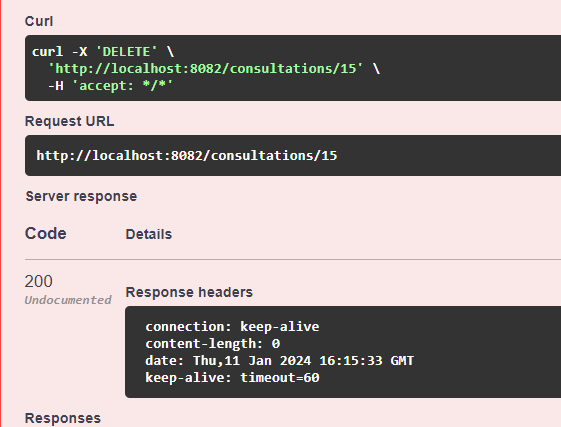 Curl
curl -X 'DELETE' \
  'http://localhost:8082/consultations/15' \
  -H 'accept: */*'
Request URL
http://localhost:8082/consultations/15
Server response
Code Details
200
Undocumented
Response headers
connection: keep-alive
content-length: 0
date: Thu,11 Jan 2024 16:15:33 GMT
keep-alive: timeout=60
Responses